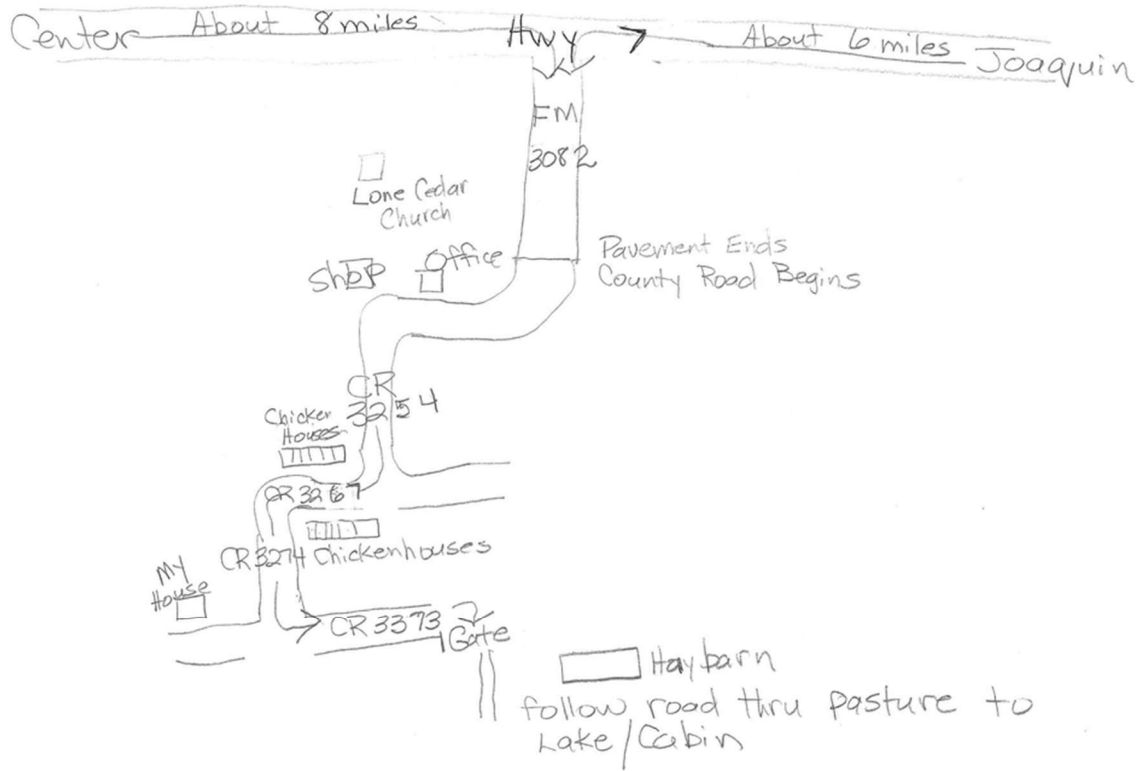 Center
About 8 miles
Hwy
About 6 miles
Joaquin
FM
3082
Lone Cedar
Church
Office
Shop
Pavement Ends
County Road Begins
CR
3254
Chicken
Houses
CR 3267
CR 3274
Chickenhouses
My
House
CR 3373
Gate
Haybarn
follow road thru pasture to
Lake/Cabin